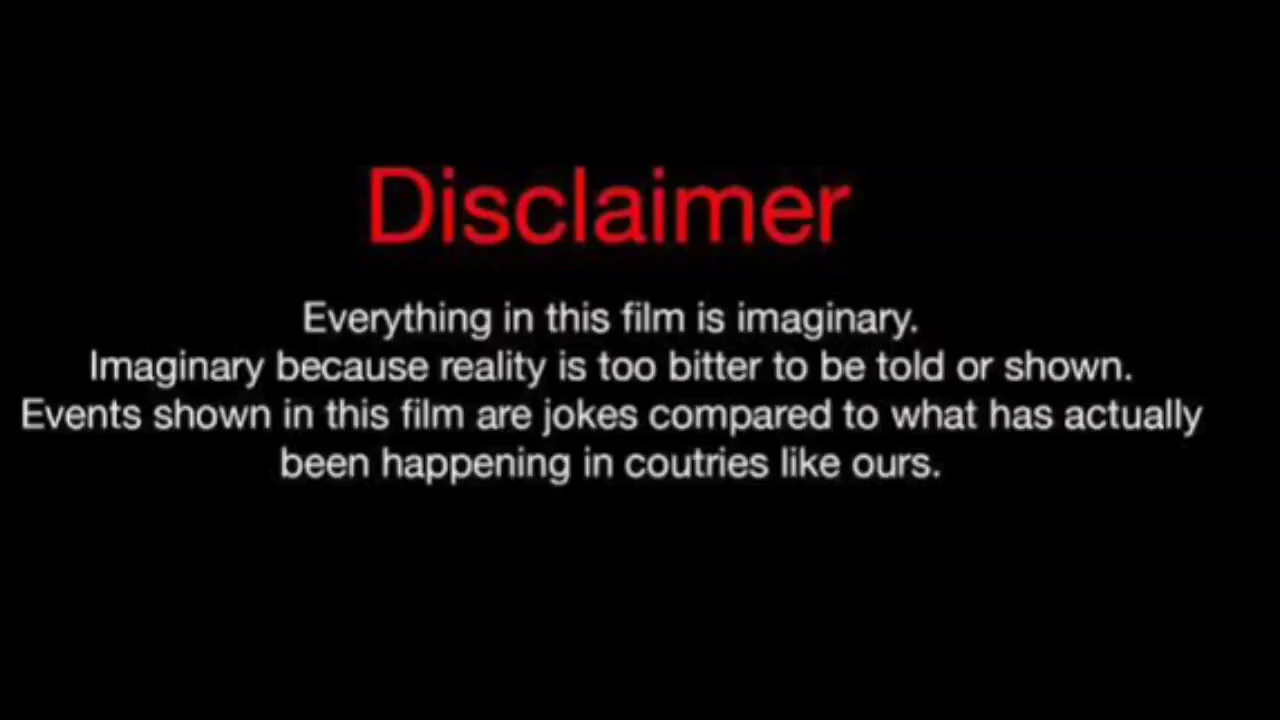 Disclaimer
Everything in this film is imaginary.
Imaginary because reality is too bitter to be told or shown.
Events shown in this film are jokes compared to what has actually
been happening in coutries like ours.